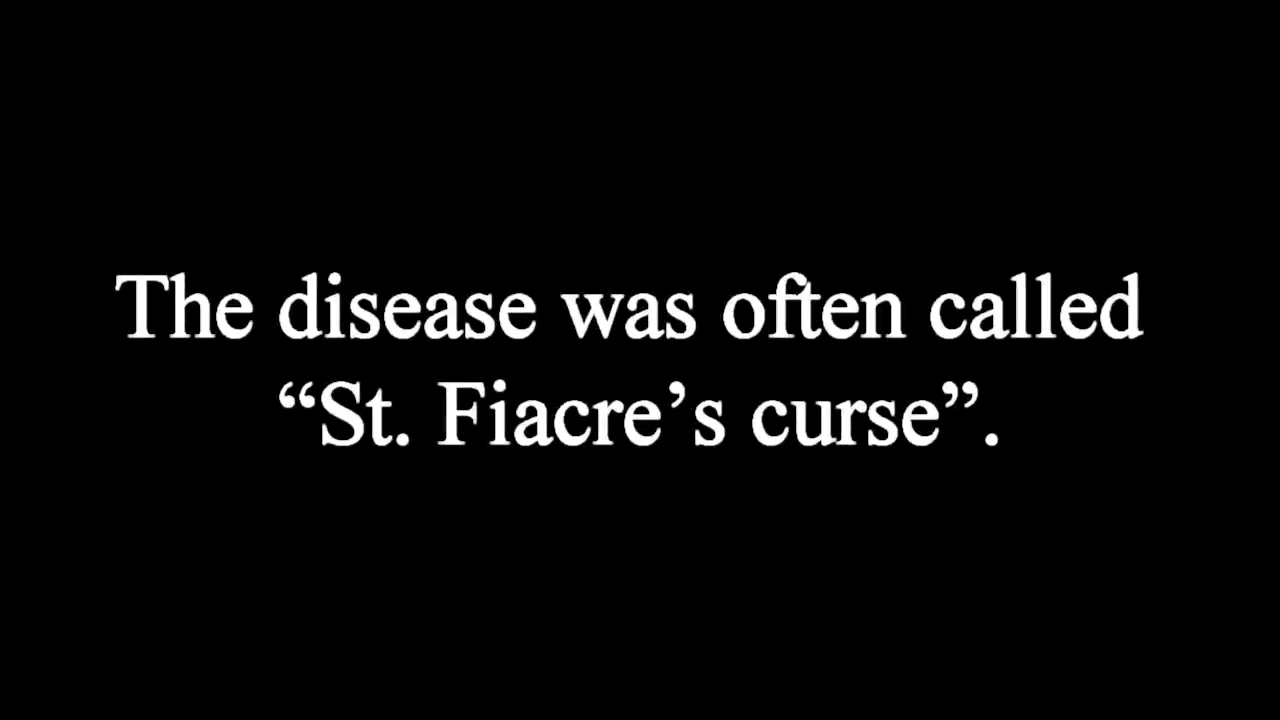 The disease was often called
“St. Fiacre’s curse”.